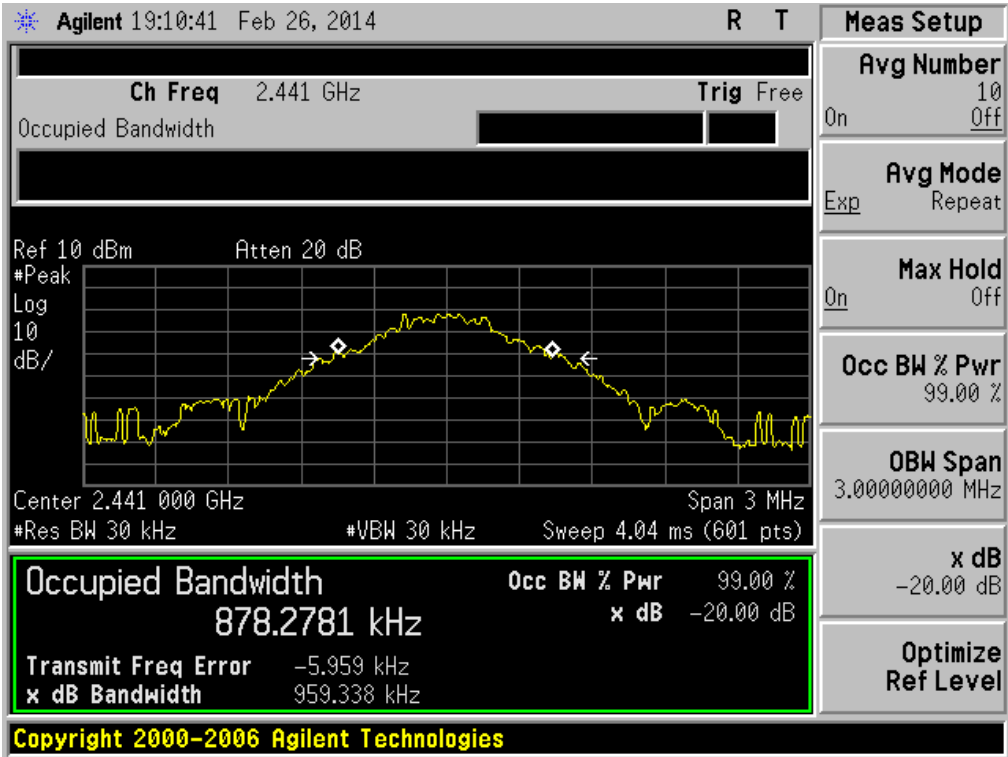 Agilent 19:10:41 Feb 26, 2014 R T
Ch Freq 2.441 GHz Trig Free
Occupied Bandwidth
Ref 10 dBm Atten 20 dB
#Peak
Log
10
dB/
Center 2.441 000 GHz Span 3 MHz
#Res BW 30 kHz #VBW 30 kHz Sweep 4.04 ms (601 pts)
Occupied Bandwidth Occ BW % Pwr 99.00 %
878.2781 kHz x dB -20.00 dB
Transmit Freq Error -5.959 kHz
x dB Bandwidth 959.338 kHz
Copyright 2000-2006 Agilent Technologies
Meas Setup
Avg Number
10
On Off
Avg Mode
Exp Repeat
Max Hold
On Off
Occ BW % Pwr
99.00 %
OBW Span
3.00000000 MHz
x dB
-20.00 dB
Optimize
Ref Level